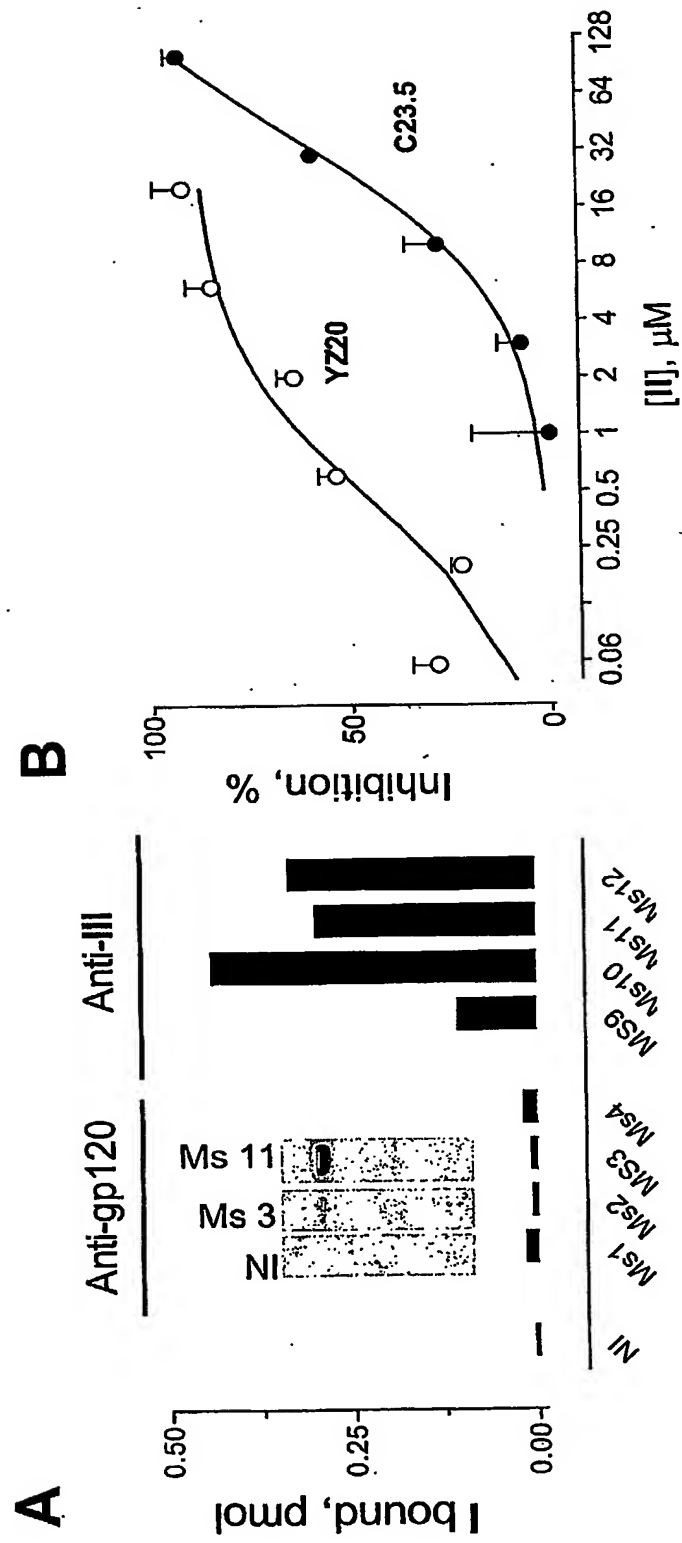 A
Anti-gp120
Anti-III
I bound, pmol
0.50
0.25
0.00
NI
Ms 3
Ms 11
NI
Ms1
Ms2
MS3
Ms4
MS9
Ms10
Ms11
Ms12
B
Inhibition, %
100
50
0
YZ20
C23.5
0.06
0.25
0.5
1
2
4
8
16
32
64
128
[II], µM